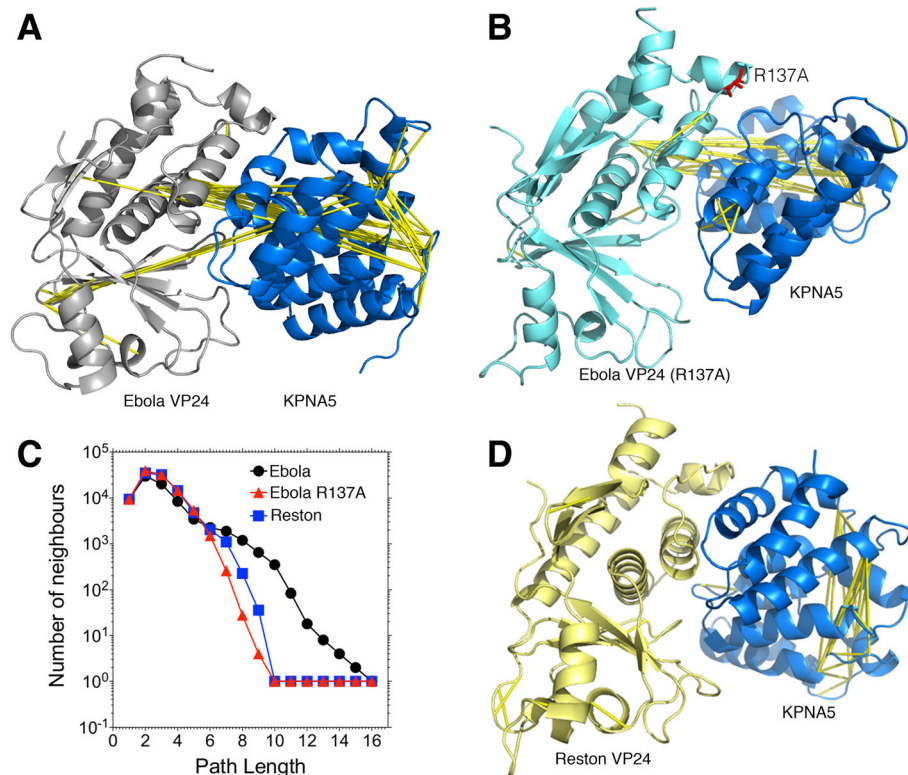 A
Ebola VP24
KPNA5
B
R137A
KPNA5
Ebola VP24 (R137A)
C
Number of neighbours
10^5
10^4
10^3
10^2
10^1
10^0
10^-1
Ebola
Ebola R137A
Reston
0 2 4 6 8 10 12 14 16
Path Length
D
Reston VP24
KPNA5